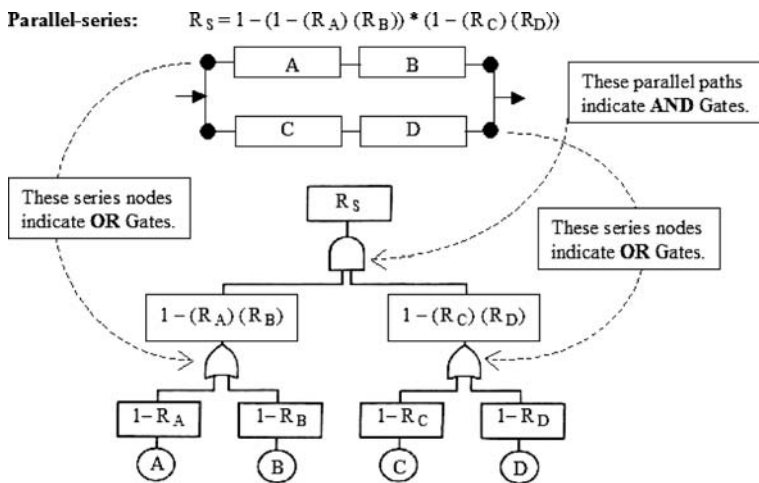 Parallel-series: R_S = 1 – (1 – (R_A) (R_B)) * (1 – (R_C) (R_D))
A B
C D
These parallel paths
indicate AND Gates.
These series nodes
indicate OR Gates.
R_S
These series nodes
indicate OR Gates.
1 – (R_A) (R_B) 1 – (R_C) (R_D)
1–R_A 1–R_B 1–R_C 1–R_D
A B C D